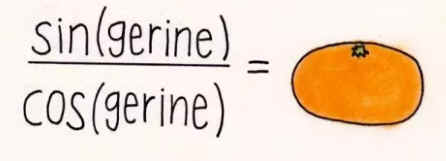 sin(gerine)
cos(gerine)
=